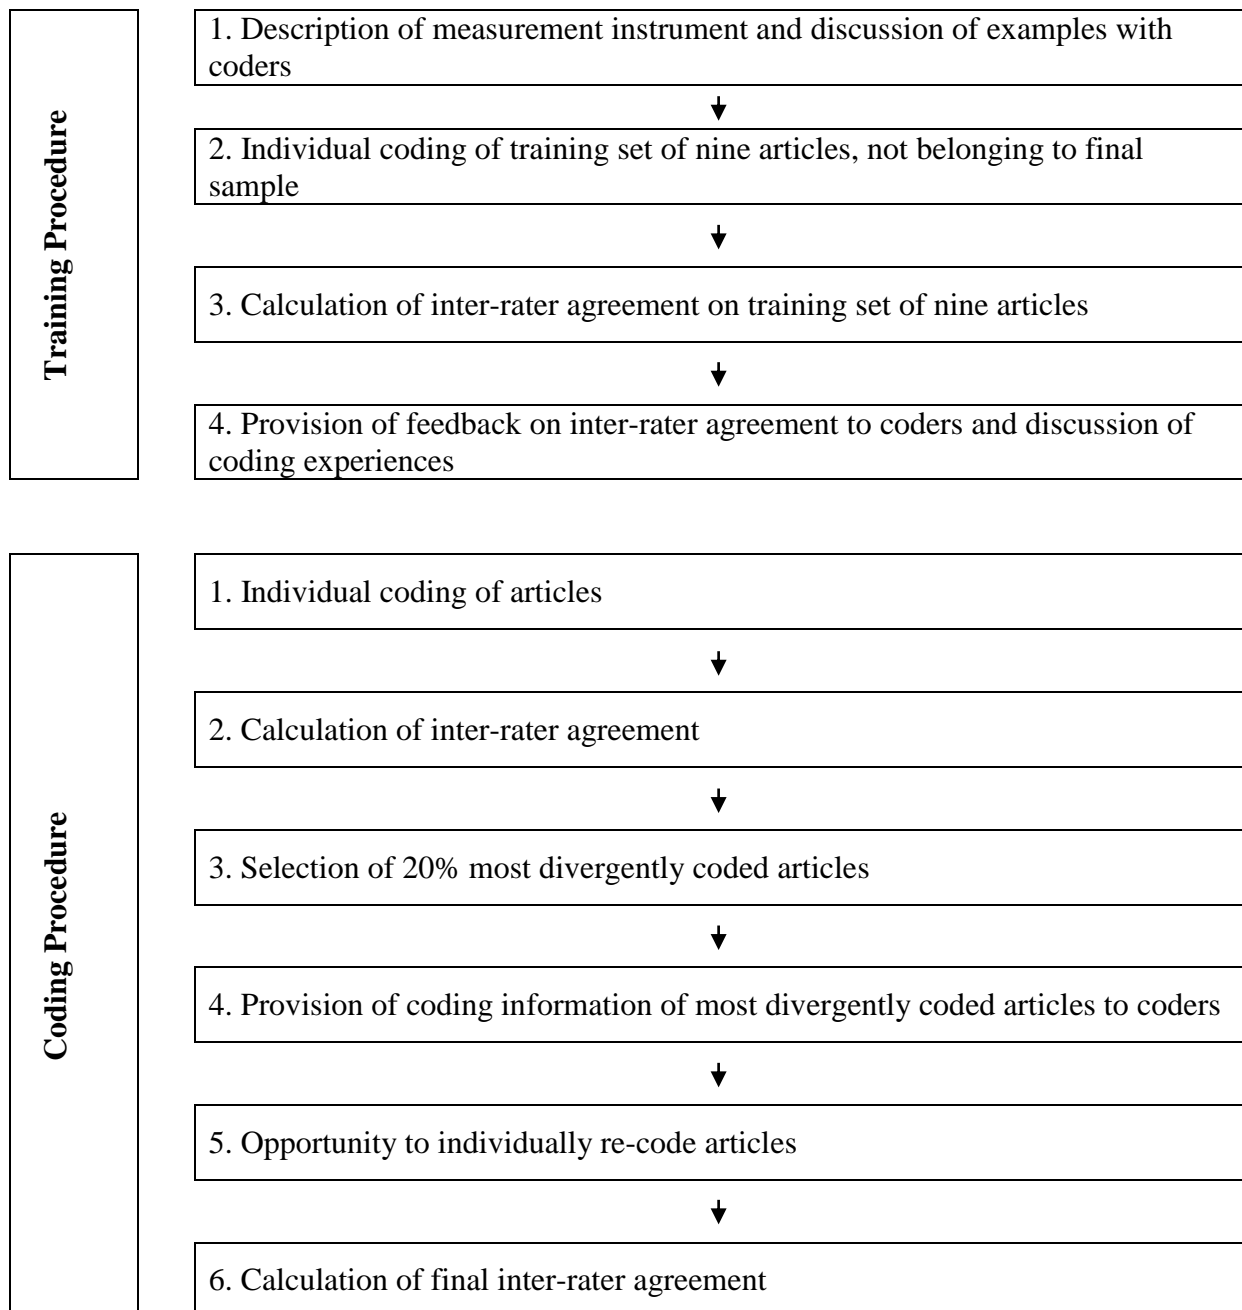 Training Procedure
1. Description of measurement instrument and discussion of examples with
coders
2. Individual coding of training set of nine articles, not belonging to final
sample
3. Calculation of inter-rater agreement on training set of nine articles
4. Provision of feedback on inter-rater agreement to coders and discussion of
coding experiences
Coding Procedure
1. Individual coding of articles
2. Calculation of inter-rater agreement
3. Selection of 20% most divergently coded articles
4. Provision of coding information of most divergently coded articles to coders
5. Opportunity to individually re-code articles
6. Calculation of final inter-rater agreement